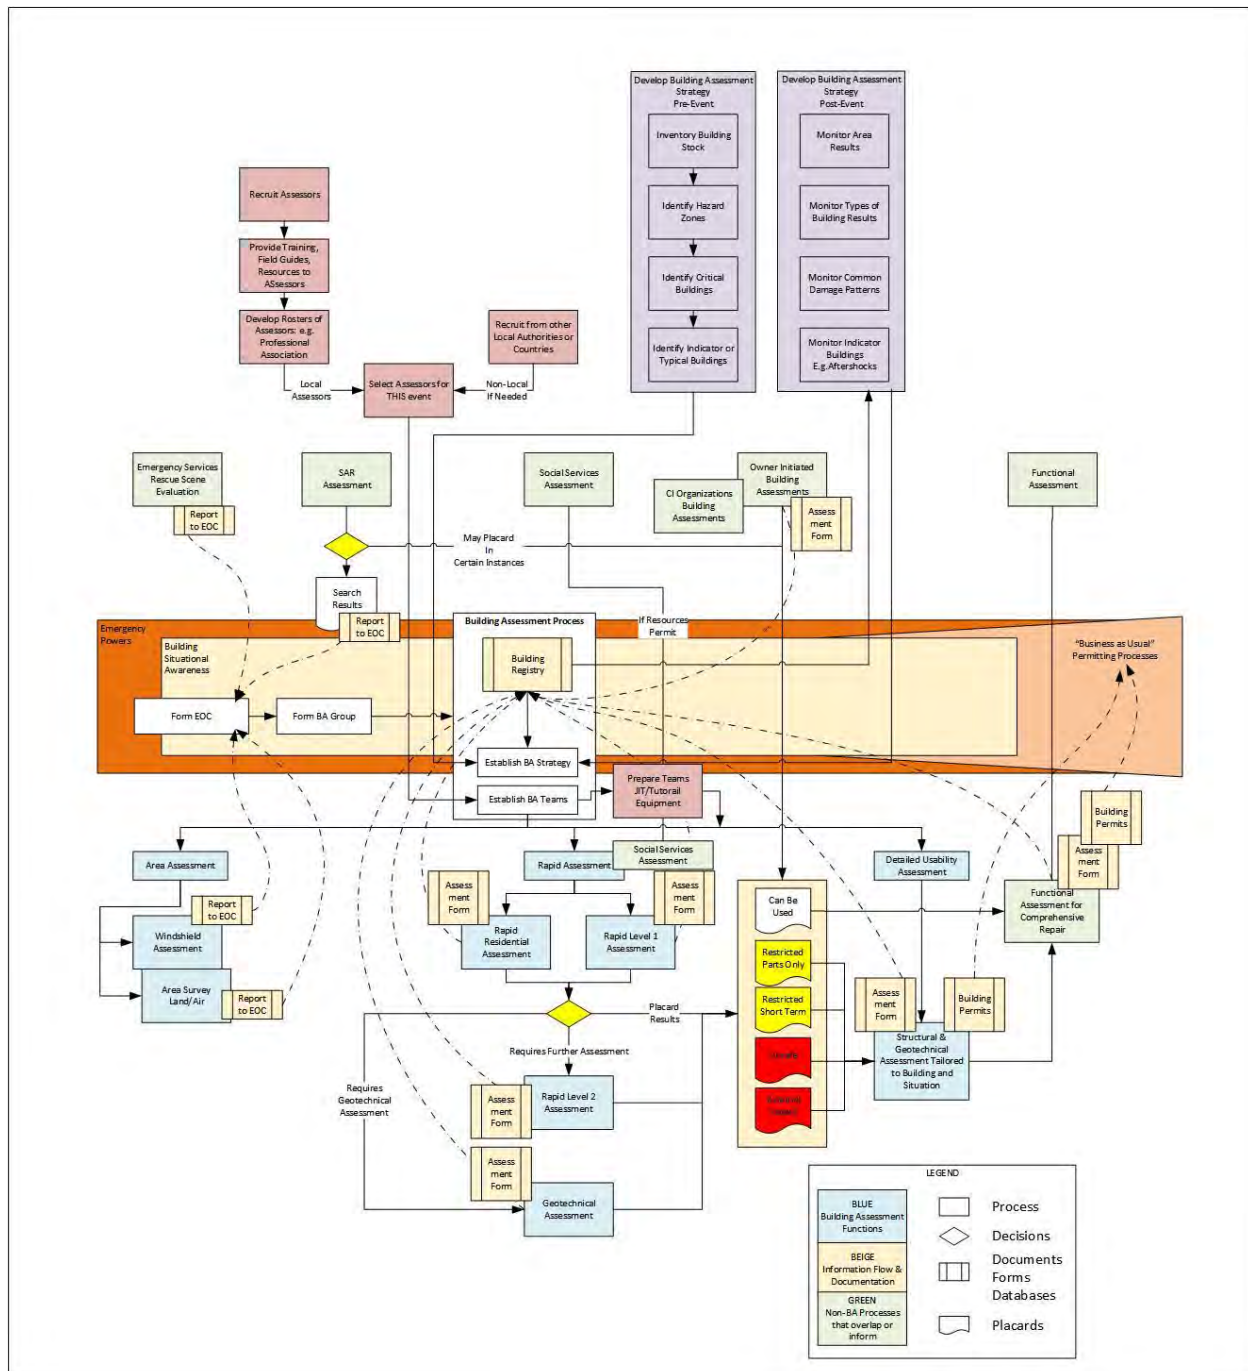 Develop Building Assessment
Strategy
Pre-Event
Inventory Building
Stock
Identify Hazard
Zones
Identify Critical
Buildings
Identify Indicator or
Typical Buildings
Develop Building Assessment
Strategy
Post-Event
Monitor Area
Results
Monitor Types of
Building Results
Monitor Common
Damage Patterns
Monitor Indicator
Buildings
E.g.Aftershocks
Recruit Assessors
Provide Training,
Field Guides,
Resources to
ASsessors
Develop Rosters of
Assessors: e.g.
Professional
Association
Recruit from other
Local Authorities or
Countries
Local
Assessors
Select Assessors for
THIS event
Non-Local
If Needed
Emergency Services
Rescue Scene
Evaluation
Report
to EOC
SAR
Assessment
Social Services
Assessment
CI Organizations
Building
Assessments
Owner Initiated
Building
Assessments
Assess
ment
Form
Functional
Assessment
May Placard
In
Certain Instances
Search
Results
Report
to EOC
Emergency
Powers
Building
Situational
Awareness
Building Assessment Process
Building
Registry
If Resources
Permit
"Business as Usual"
Permitting Processes
Form EOC
Form BA Group
Establish BA Strategy
Establish BA Teams
Prepare Teams
JIT/Tutorail
Equipment
Area Assessment
Report
to EOC
Windshield
Assessment
Area Survey
Land/Air
Report
to EOC
Rapid Assessment
Social Services
Assessment
Assess
ment
Form
Rapid
Residential
Assessment
Assess
ment
Form
Rapid Level 1
Assessment
Detailed Usability
Assessment
Building
Permits
Assess
ment
Form
Functional
Assessment for
Comprehensive
Repair
Can Be
Used
Restricted
Parts Only
Restricted
Short Term
Assess
ment
Form
Building
Permits
Structural &
Geotechnical
Assessment Tailored
to Building and
Situation
Placard
Results
Requires Further Assessment
Requires
Geotechnical
Assessment
Assess
ment
Form
Rapid Level 2
Assessment
Assess
ment
Form
Geotechnical
Assessment
LEGEND
BLUE
Building Assessment
Functions
BEIGE
Information Flow &
Documentation
GREEN
Non-BA Processes
that overlap or
inform
Process
Decisions
Documents
Forms
Databases
Placards